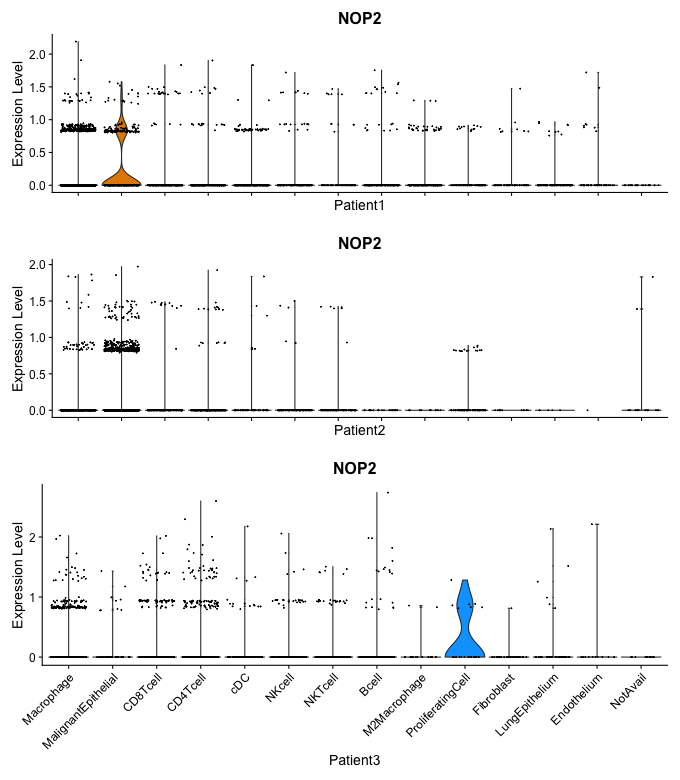 NOP2
Expression Level
2.0
1.5
1.0
0.5
0.0
Patient1
NOP2
Expression Level
2.0
1.5
1.0
0.5
0.0
Patient2
NOP2
Expression Level
2
1
0
Macrophage
MalignantEpithelial
CD8Tcell
CD4Tcell
cDC
NKcell
NKTcell
Bcell
M2Macrophage
ProliferatingCell
Fibroblast
LungEpithelium
Endothelium
NotAvail
Patient3